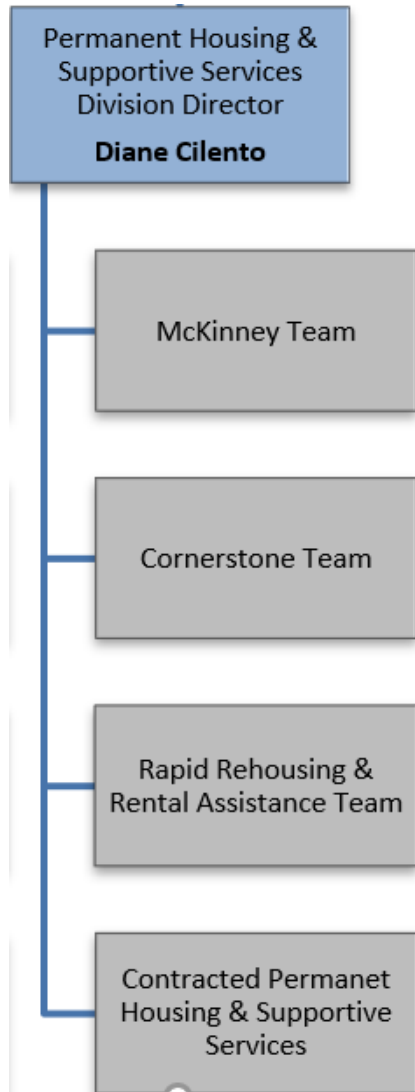 Permanent Housing &
Supportive Services
Division Director
Diane Cilento
McKinney Team
Cornerstone Team
Rapid Rehousing &
Rental Assistance Team
Contracted Permanet
Housing & Supportive
Services